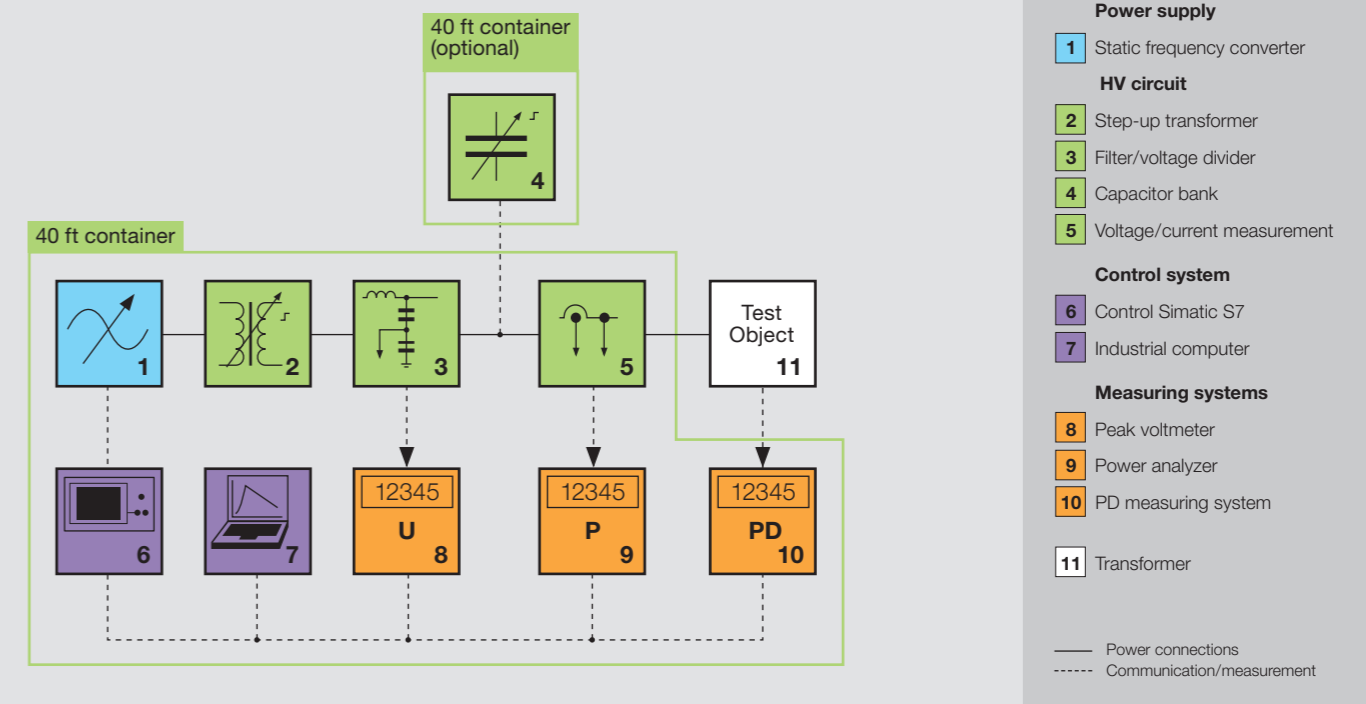 40 ft container
(optional)
4
40 ft container
1
2
3
5
Test
Object
11
6
7
12345
U
8
12345
P
9
12345
PD
10
Power supply
1 Static frequency converter
HV circuit
2 Step-up transformer
3 Filter/voltage divider
4 Capacitor bank
5 Voltage/current measurement
Control system
6 Control Simatic S7
7 Industrial computer
Measuring systems
8 Peak voltmeter
9 Power analyzer
10 PD measuring system
11 Transformer
Power connections
Communication/measurement